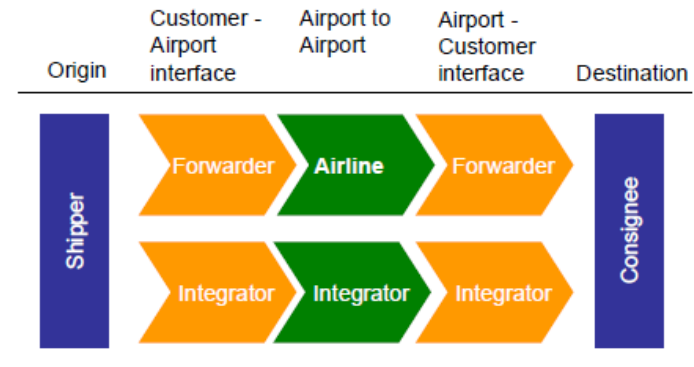 Customer -
Airport
interface
Airport to
Airport
Airport -
Customer
interface
Origin
Destination
Shipper
Forwarder
Airline
Forwarder
Consignee
Integrator
Integrator
Integrator